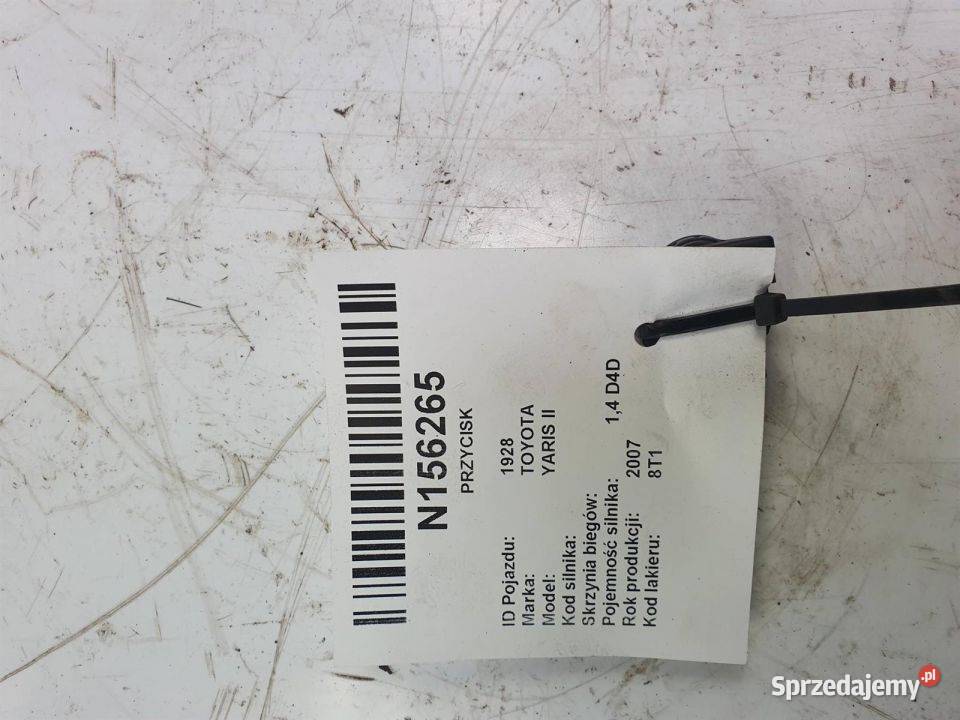 N156265
PRZYCISK
ID Pojazdu: 1928
Marka: TOYOTA
Model: YARIS II
Kod silnika:
Skrzynia biegów:
Pojemność silnika: 1,4 D4D
Rok produkcji: 2007
Kod lakieru: 8T1
Sprzedajemy.pl